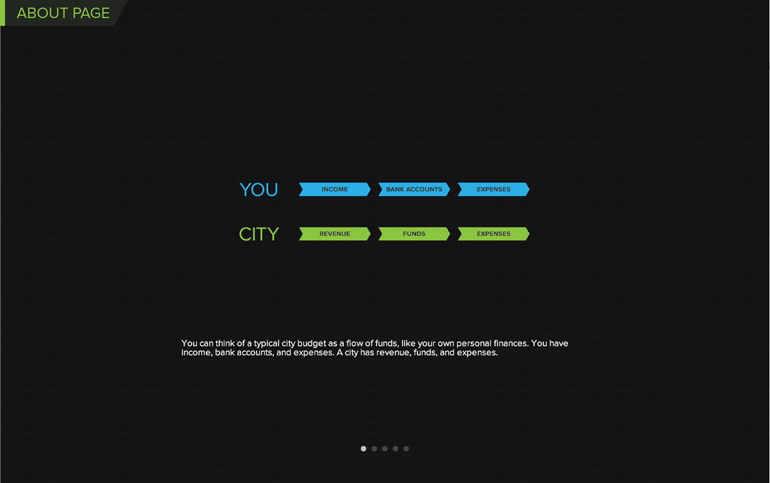 ABOUT PAGE
YOU INCOME BANK ACCOUNTS EXPENSES
CITY REVENUE FUNDS EXPENSES
You can think of a typical city budget as a flow of funds, like your own personal finances. You have
income, bank accounts, and expenses. A city has revenue, funds, and expenses.